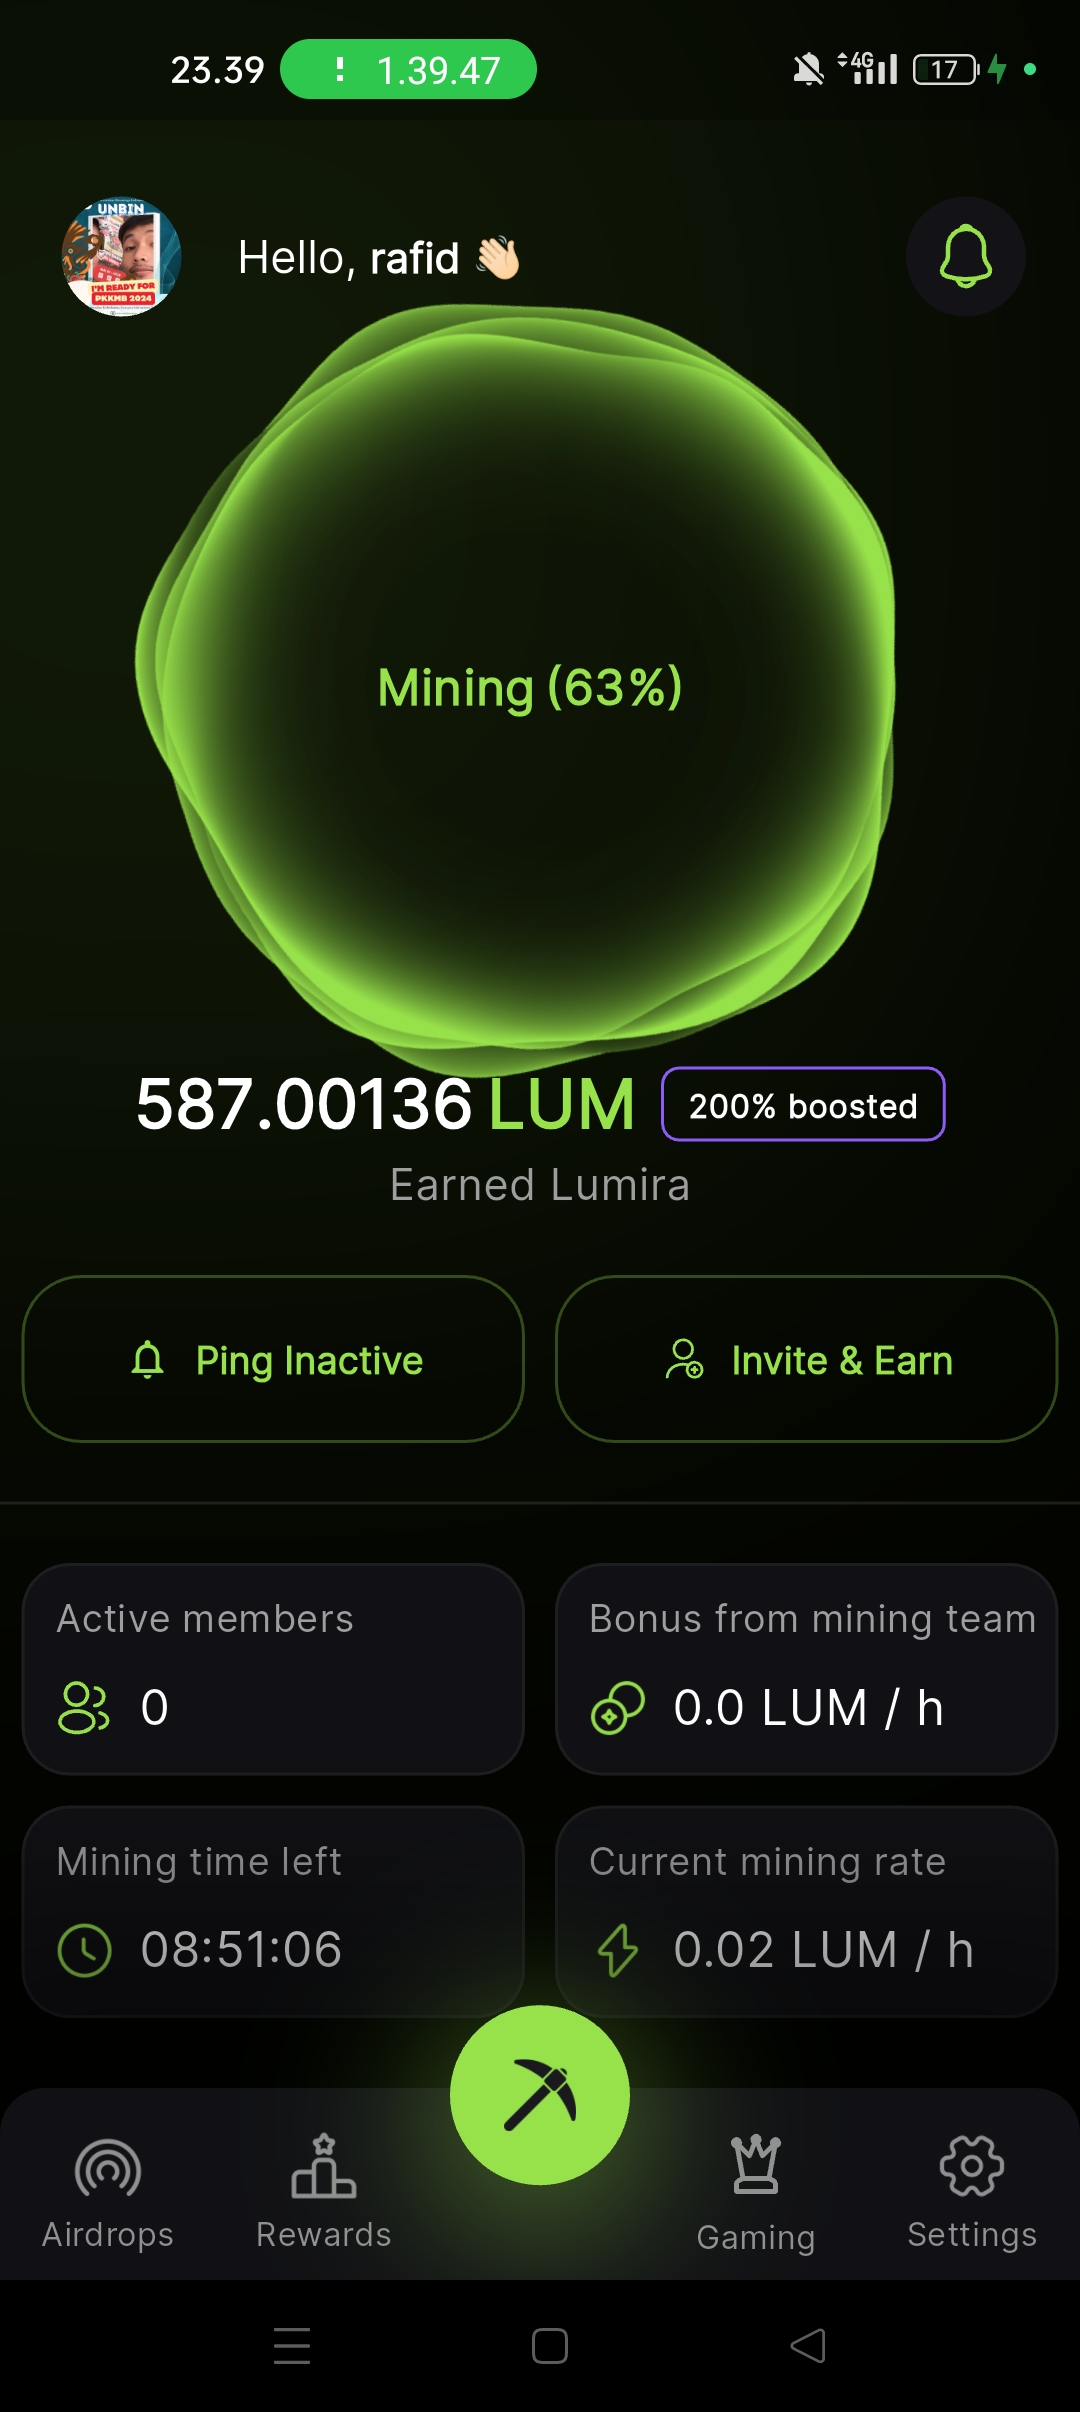 23.39
1.39.47
4G
17
UNBIN
I'M READY FOR
PKKMB 2024
Hello, rafid 👋🏻
Mining (63%)
587.00136 LUM
200% boosted
Earned Lumira
Ping Inactive
Invite & Earn
Active members
Bonus from mining team
0
0.0 LUM / h
Mining time left
Current mining rate
08:51:06
0.02 LUM / h
Airdrops
Rewards
Gaming
Settings